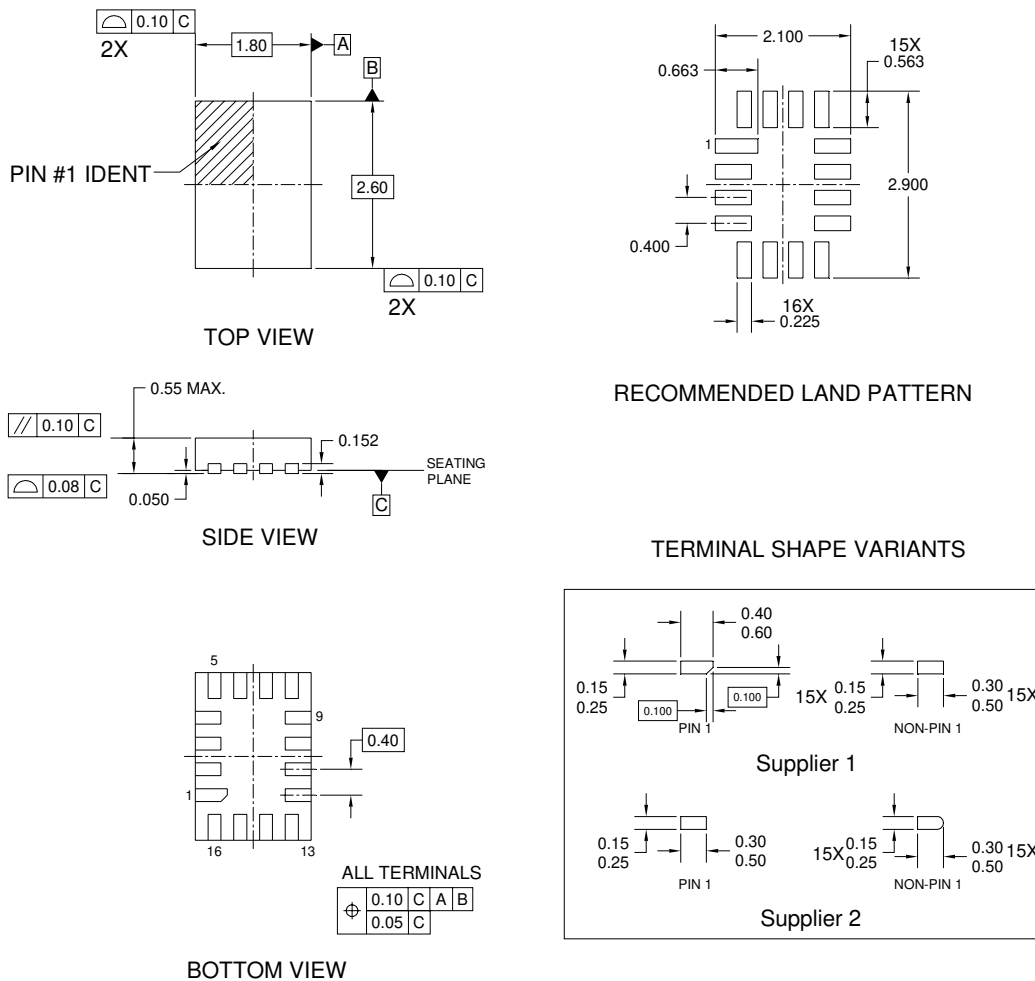 0.10 C
2X
1.80
A
B
PIN #1 IDENT
2.60
0.10 C
2X
TOP VIEW
2.100
15X
0.563
0.663
1
2.900
0.400
16X
0.225
RECOMMENDED LAND PATTERN
0.55 MAX.
// 0.10 C
0.152
SEATING
PLANE
0.08 C
0.050
C
SIDE VIEW
TERMINAL SHAPE VARIANTS
0.40
0.60
0.15
0.25
0.100
0.100
PIN 1
15X 0.15
0.25
0.30
0.50 15X
NON-PIN 1
Supplier 1
0.15
0.25
0.30
0.50
PIN 1
15X 0.15
0.25
0.30
0.50 15X
NON-PIN 1
Supplier 2
5
9
0.40
1
16
13
ALL TERMINALS
⌖ 0.10 C A B
0.05 C
BOTTOM VIEW